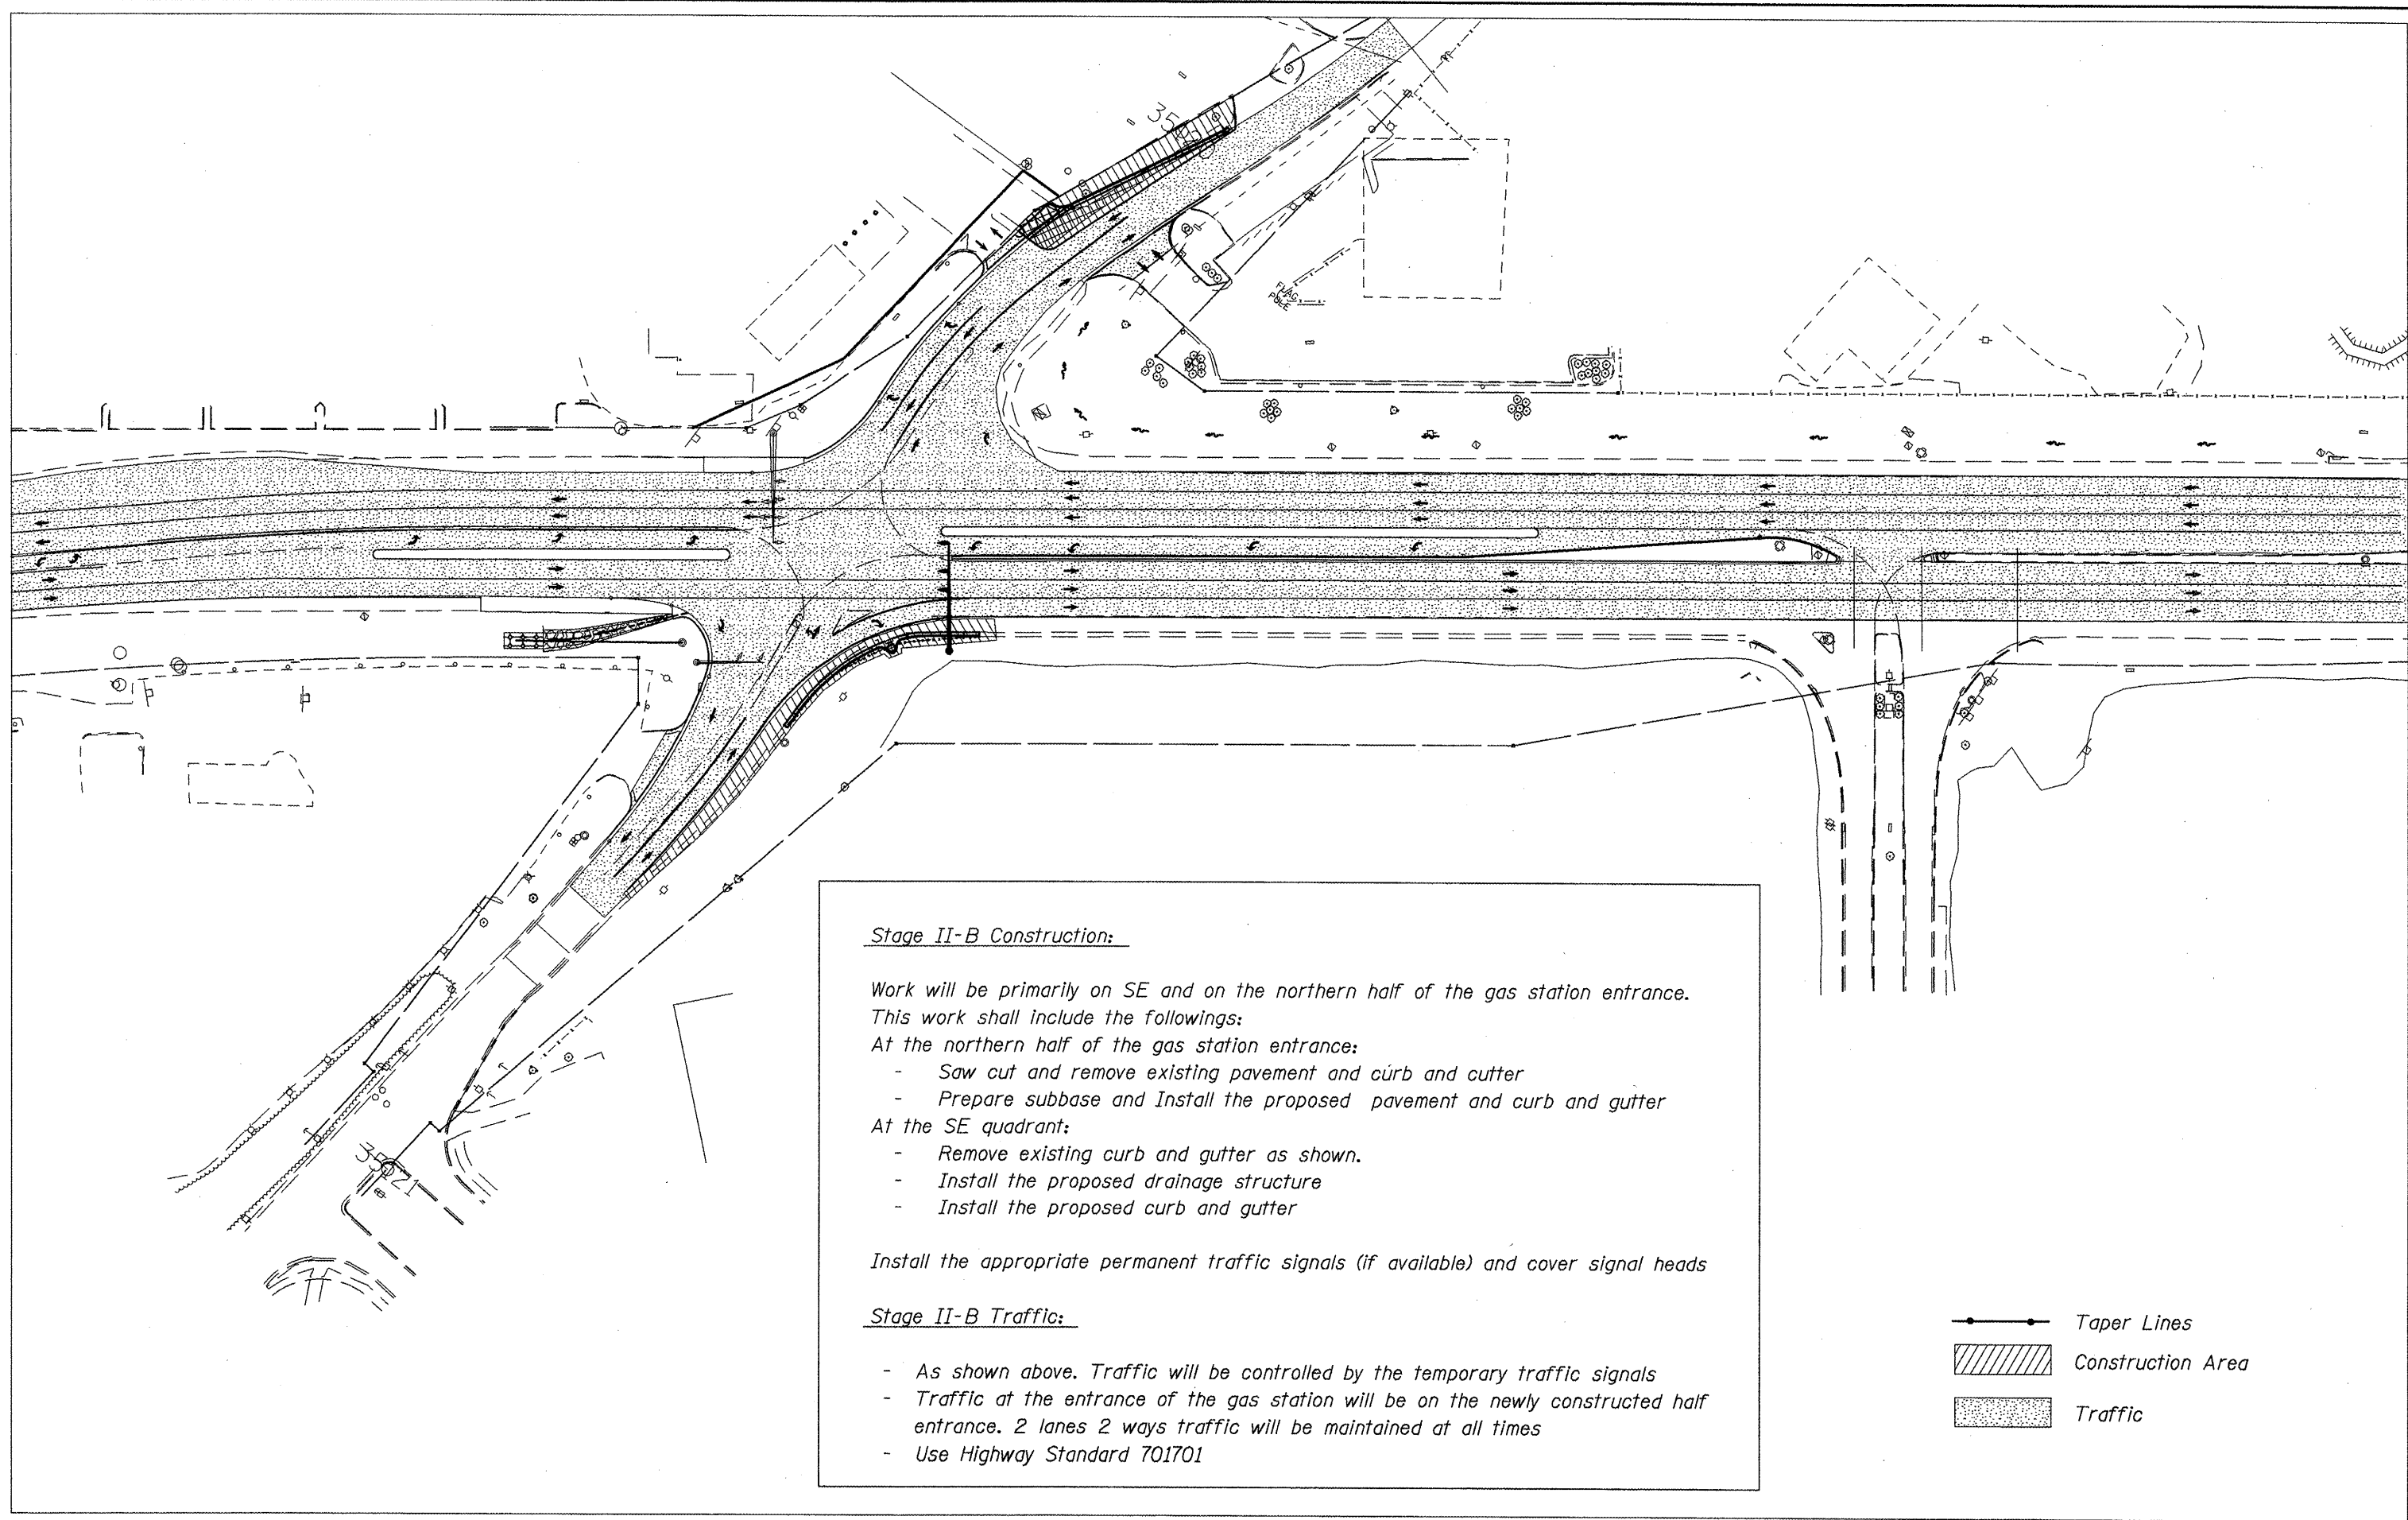 FLAG
POLE
Stage II-B Construction:
Work will be primarily on SE and on the northern half of the gas station entrance.
This work shall include the followings:
At the northern half of the gas station entrance:
- Saw cut and remove existing pavement and curb and cutter
- Prepare subbase and Install the proposed pavement and curb and gutter
At the SE quadrant:
- Remove existing curb and gutter as shown.
- Install the proposed drainage structure
- Install the proposed curb and gutter
Install the appropriate permanent traffic signals (if available) and cover signal heads
Stage II-B Traffic:
- As shown above. Traffic will be controlled by the temporary traffic signals
- Traffic at the entrance of the gas station will be on the newly constructed half
entrance. 2 lanes 2 ways traffic will be maintained at all times
- Use Highway Standard 701701
Taper Lines
Construction Area
Traffic